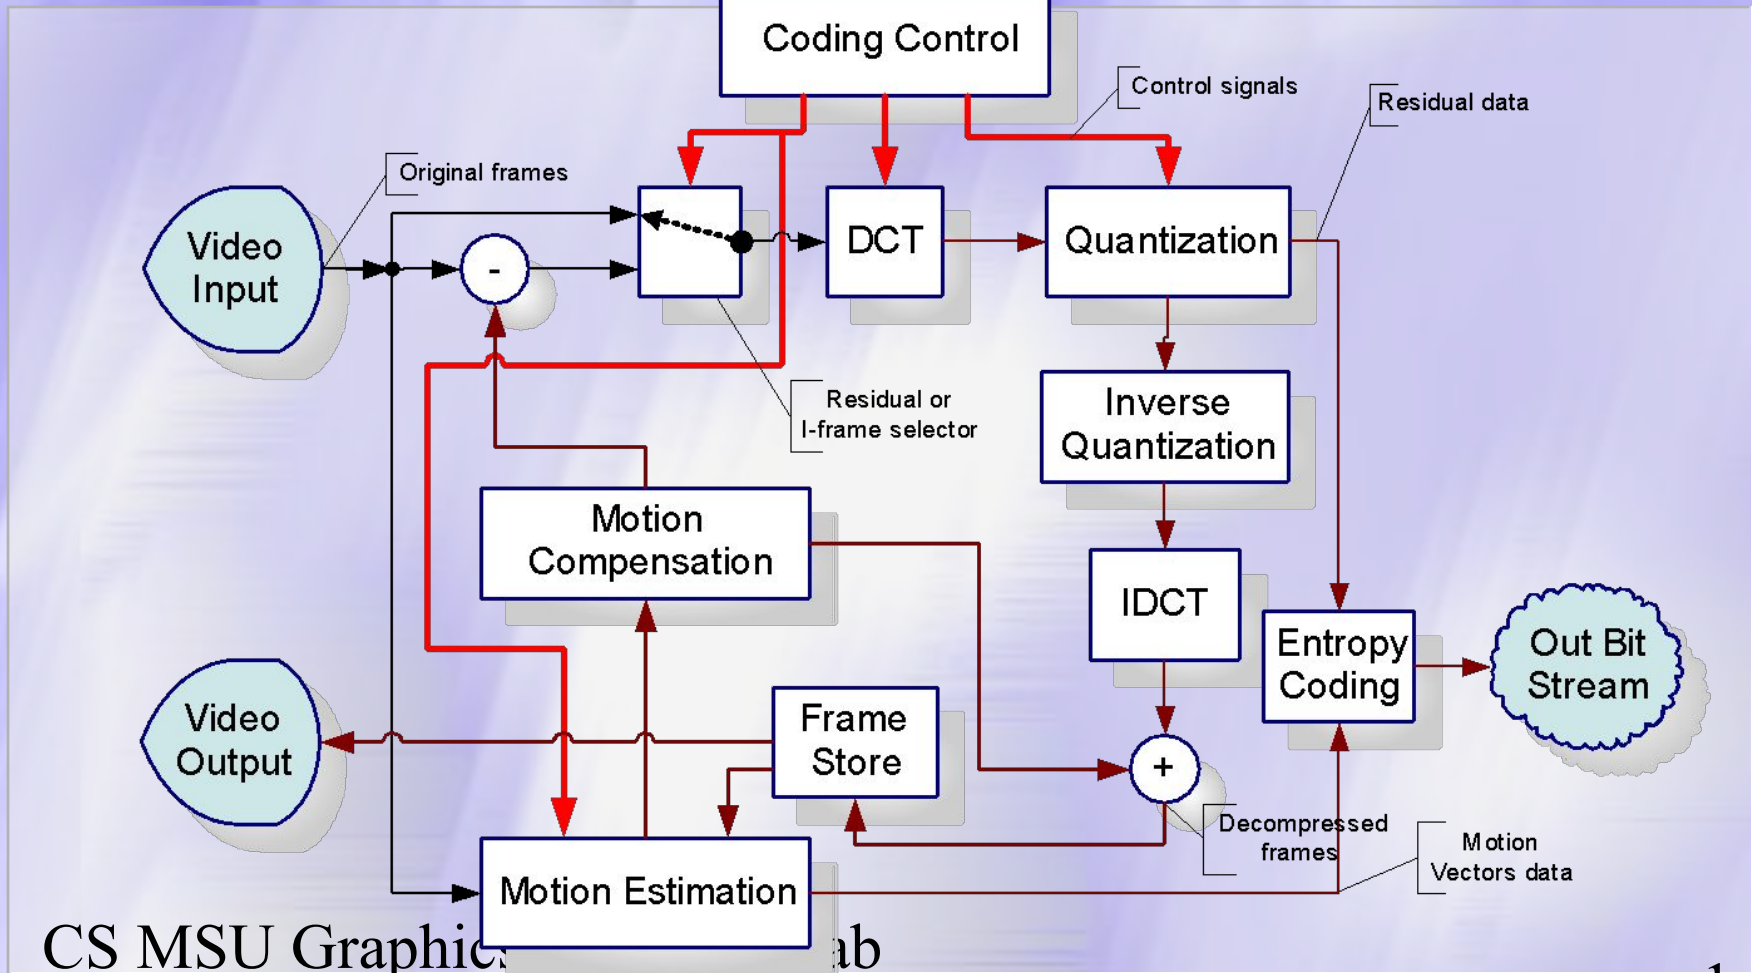 Coding Control
Control signals
Residual data
Original frames
Video
Input
-
DCT
Quantization
Residual or
I-frame selector
Inverse
Quantization
Motion
Compensation
IDCT
Entropy
Coding
Out Bit
Stream
Video
Output
Frame
Store
+
Decompressed
frames
Motion
Vectors data
Motion Estimation
CS MSU Graphics